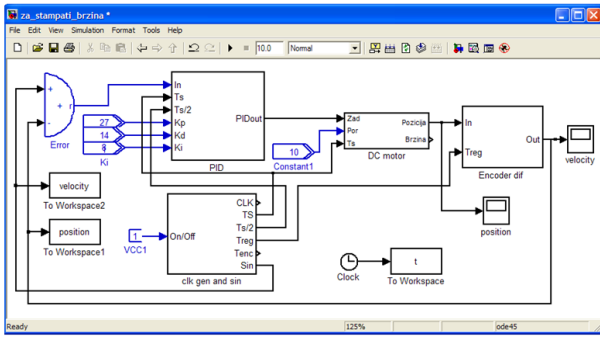 za_stampati_brzina *
File Edit View Simulation Format Tools Help
10.0 Normal
+
+ r
-
Error
27
14
8
Ki
In
Ts
Ts/2
Kp
Kd
Ki
PIDout
PID
10
Constant1
Zad
Por
Ts
Pozicija
Brzina
DC motor
In
Treg
Out
Encoder dif
velocity
position
velocity
To Workspace2
position
To Workspace1
1
VCC1
On/Off
CLK
TS
Ts/2
Treg
Tenc
Sin
clk gen and sin
Clock
t
To Workspace
Ready 125% ode45